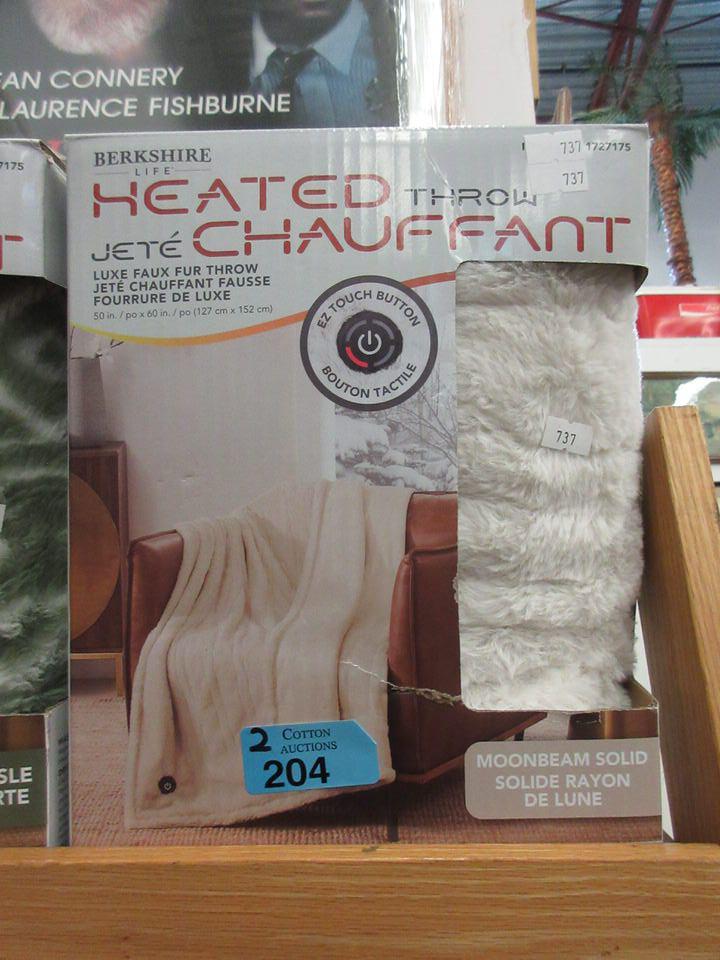 AN CONNERY
LAURENCE FISHBURNE
7175
BERKSHIRE
LIFE
737 1727175
737
HEATED THROW
JETÉ CHAUFFANT
LUXE FAUX FUR THROW
JETÉ CHAUFFANT FAUSSE
FOURRURE DE LUXE
50 in. / po x 60 in. / po (127 cm x 152 cm)
EZ TOUCH BUTTON
BOUTON TACTILE
737
2 COTTON
AUCTIONS
204
MOONBEAM SOLID
SOLIDE RAYON
DE LUNE
SLE
RTE